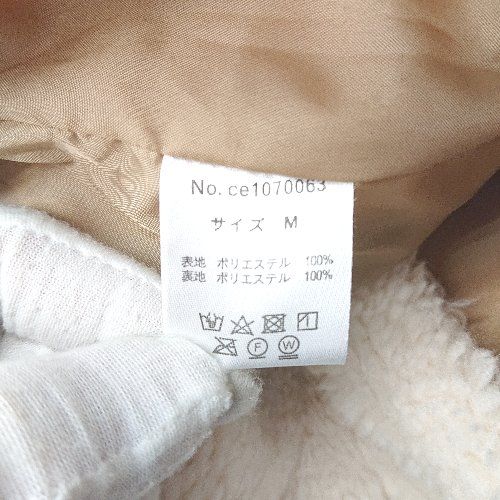 No. ce1070063
サイズ M
表地 ポリエステル 100%
裏地 ポリエステル 100%
F W